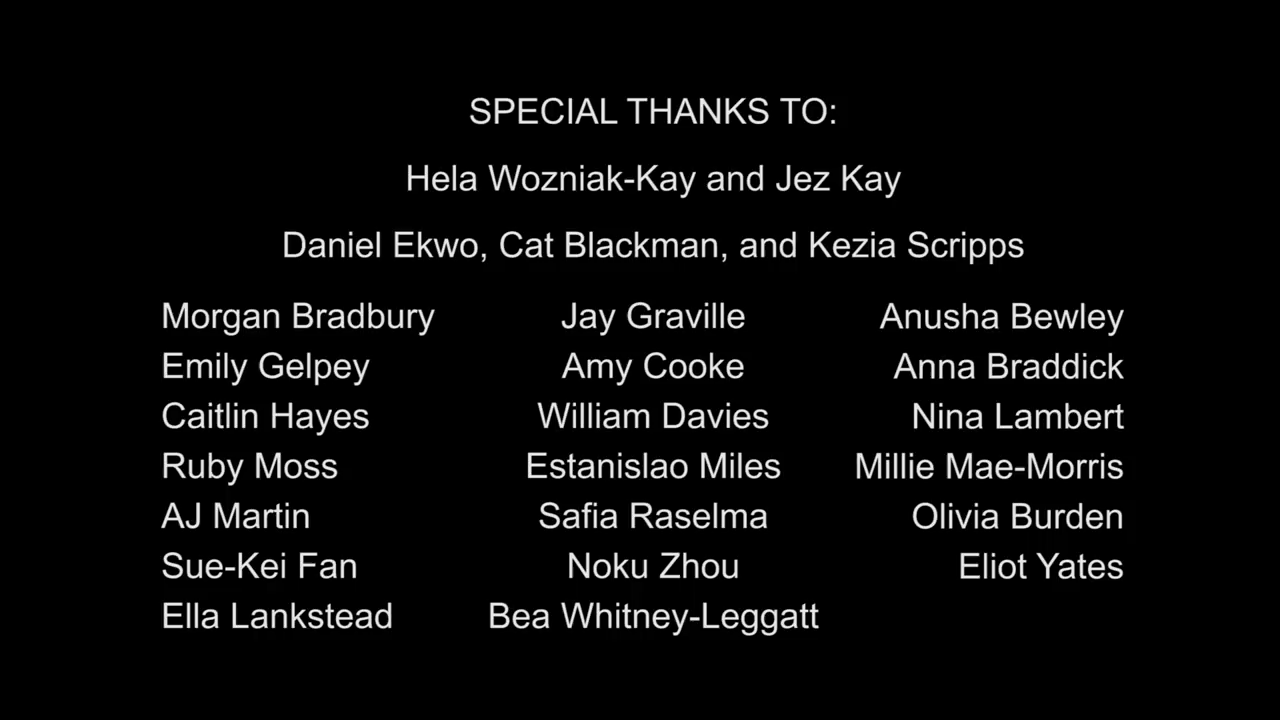 SPECIAL THANKS TO:
Hela Wozniak-Kay and Jez Kay
Daniel Ekwo, Cat Blackman, and Kezia Scripps
Morgan Bradbury Jay Graville Anusha Bewley
Emily Gelpey Amy Cooke Anna Braddick
Caitlin Hayes William Davies Nina Lambert
Ruby Moss Estanislao Miles Millie Mae-Morris
AJ Martin Safia Raselma Olivia Burden
Sue-Kei Fan Noku Zhou Eliot Yates
Ella Lankstead Bea Whitney-Leggatt